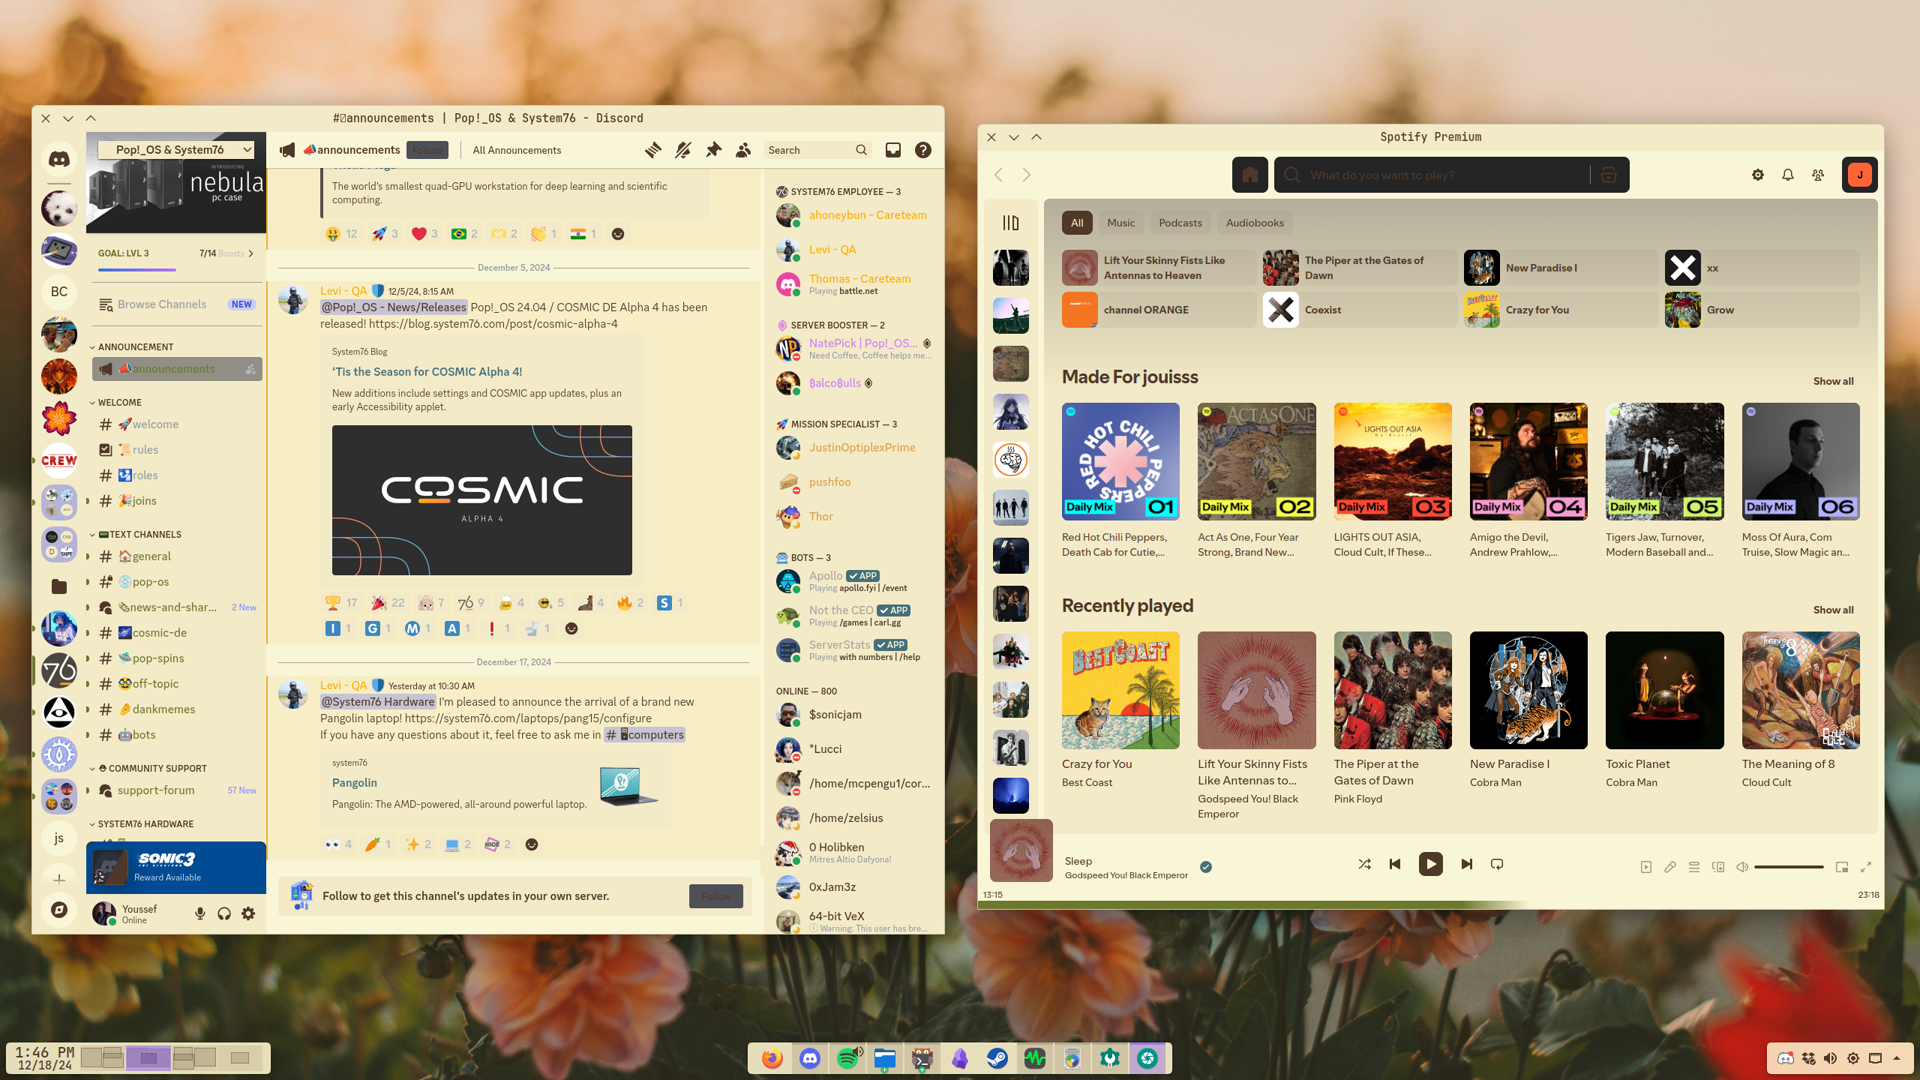 #announcements | Pop!_OS & System76 - Discord
Pop!_OS & System76
INTRODUCING
nebula
pc case
GOAL: LVL 3
7/14 Boosts
Browse Channels
NEW
ANNOUNCEMENT
announcements
WELCOME
welcome
rules
roles
joins
TEXT CHANNELS
general
pop-os
news-and-shar...
2 New
cosmic-de
pop-spins
off-topic
dankmemes
bots
COMMUNITY SUPPORT
support-forum
57 New
SYSTEM76 HARDWARE
SONIC3
Reward Available
Youssef
Online
BC
CREW
76
js
announcements
Follow
All Announcements
Search
The world's smallest quad-GPU workstation for deep learning and scientific
computing.
12 3 3 2 2 1 1
December 5, 2024
Levi - QA 12/5/24, 8:15 AM
@Pop!_OS - News/Releases Pop!_OS 24.04 / COSMIC DE Alpha 4 has been
released! https://blog.system76.com/post/cosmic-alpha-4
System76 Blog
'Tis the Season for COSMIC Alpha 4!
New additions include settings and COSMIC app updates, plus an
early Accessibility applet.
COSMIC
ALPHA 4
17 22 7 76 9 4 5 4 2 S 1
I 1 G 1 M 1 A 1 1 1
December 17, 2024
Levi - QA Yesterday at 10:30 AM
@System76 Hardware I'm pleased to announce the arrival of a brand new
Pangolin laptop! https://system76.com/laptops/pang15/configure
If you have any questions about it, feel free to ask me in # computers
system76
Pangolin
Pangolin: The AMD-powered, all-around powerful laptop.
4 1 2 2 NICE 2
Follow to get this channel's updates in your own server.
Follow
SYSTEM76 EMPLOYEE — 3
ahoneybun - Careteam
Levi - QA
Thomas - Careteam
Playing battle.net
SERVER BOOSTER — 2
NatePick | Pop!_OS...
Need Coffee, Coffee helps me...
₿alco₿ulls
MISSION SPECIALIST — 3
JustinOptiplexPrime
pushfoo
Thor
BOTS — 3
Apollo APP
Playing apollo.fyi | /event
Not the CEO APP
Playing /games | carl.gg
ServerStats APP
Playing with numbers | /help
ONLINE — 800
$sonicjam
*Lucci
/home/mcpengu1/cor...
/home/zelsius
0 Holibken
Mitres Altio Dafyona!
0xJam3z
64-bit VeX
Warning: This user has bre...
Spotify Premium
What do you want to play?
J
All
Music
Podcasts
Audiobooks
Lift Your Skinny Fists Like
Antennas to Heaven
The Piper at the Gates of
Dawn
New Paradise I
xx
channel ORANGE
Coexist
Crazy for You
Grow
Made For jouisss
Show all
RED HOT CHILI PEPPERS
Daily Mix 01
ACT AS ONE
Daily Mix 02
LIGHTS OUT ASIA
Daily Mix 03
Daily Mix 04
Daily Mix 05
Daily Mix 06
Red Hot Chili Peppers,
Death Cab for Cutie,...
Act As One, Four Year
Strong, Brand New...
LIGHTS OUT ASIA,
Cloud Cult, If These...
Amigo the Devil,
Andrew Prahlow,...
Tigers Jaw, Turnover,
Modern Baseball and...
Moss Of Aura, Com
Truise, Slow Magic an...
Recently played
Show all
BEST COAST
Crazy for You
Best Coast
Lift Your Skinny Fists
Like Antennas to...
Godspeed You! Black
Emperor
The Piper at the
Gates of Dawn
Pink Floyd
New Paradise I
Cobra Man
Toxic Planet
Cobra Man
The Meaning of 8
Cloud Cult
Sleep
Godspeed You! Black Emperor
13:15
23:18
1:46 PM
12/18/24